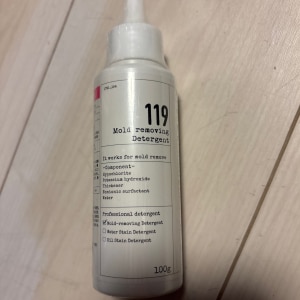 119
Mold removing
Detergent
It works for mold remove
-Component-
Hypochlorite
Potassium hydroxide
Thickener
Nonionic surfactant
Water
Professional detergent
Mold-removing Detergent
Water Stain Detergent
Oil Stain Detergent
100g